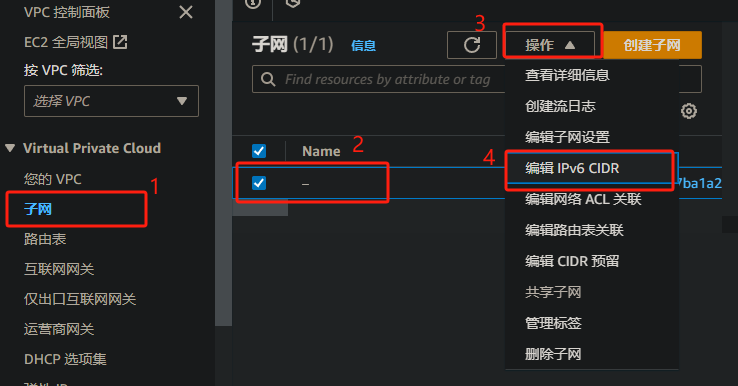 VPC 控制面板
EC2 全局视图
按 VPC 筛选:
选择 VPC
Virtual Private Cloud
您的 VPC
1
子网
路由表
互联网网关
仅出口互联网网关
运营商网关
DHCP 选项集
子网 (1/1) 信息
3
操作
创建子网
Find resources by attribute or tag
2
Name
–
7ba1a2
查看详细信息
创建流日志
编辑子网设置
4
编辑 IPv6 CIDR
编辑网络 ACL 关联
编辑路由表关联
编辑 CIDR 预留
共享子网
管理标签
删除子网